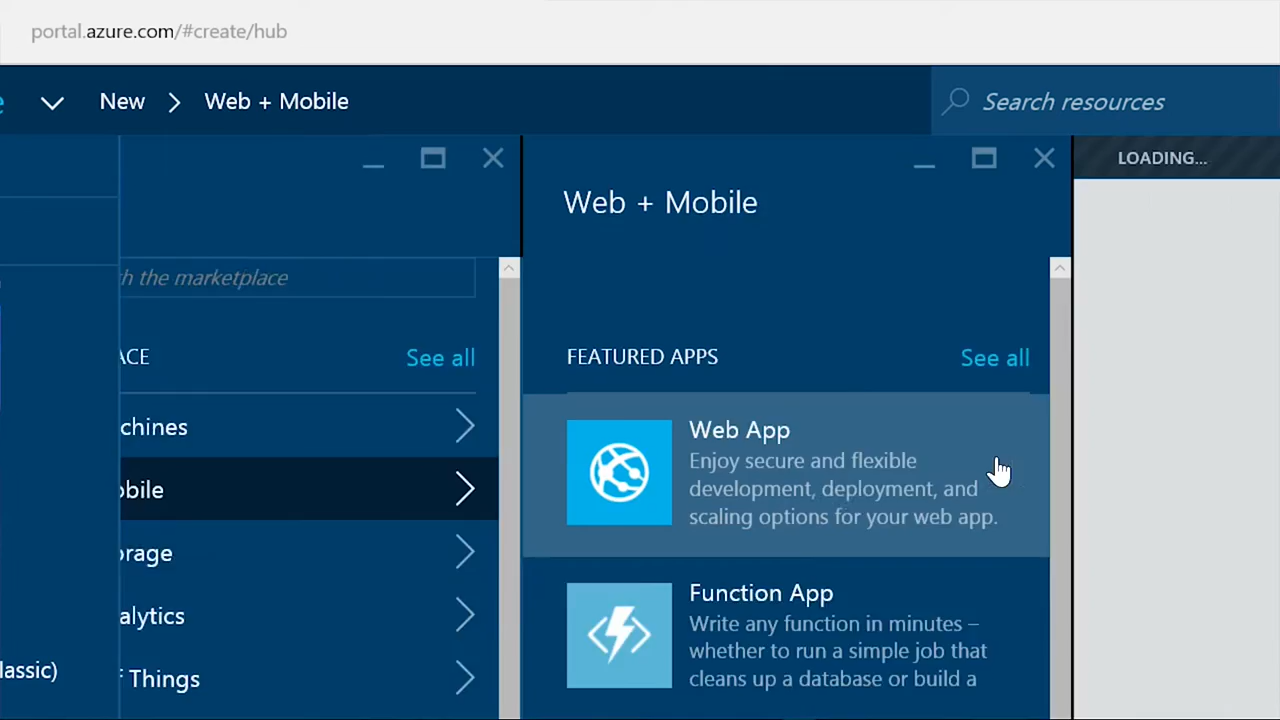 portal.azure.com/#create/hub
New Web + Mobile
Search resources
LOADING...
Web + Mobile
the marketplace
See all
FEATURED APPS
See all
chines
Web App
Enjoy secure and flexible
development, deployment, and
scaling options for your web app.
obile
orage
alytics
Function App
Write any function in minutes –
whether to run a simple job that
cleans up a database or build a
lassic)
Things